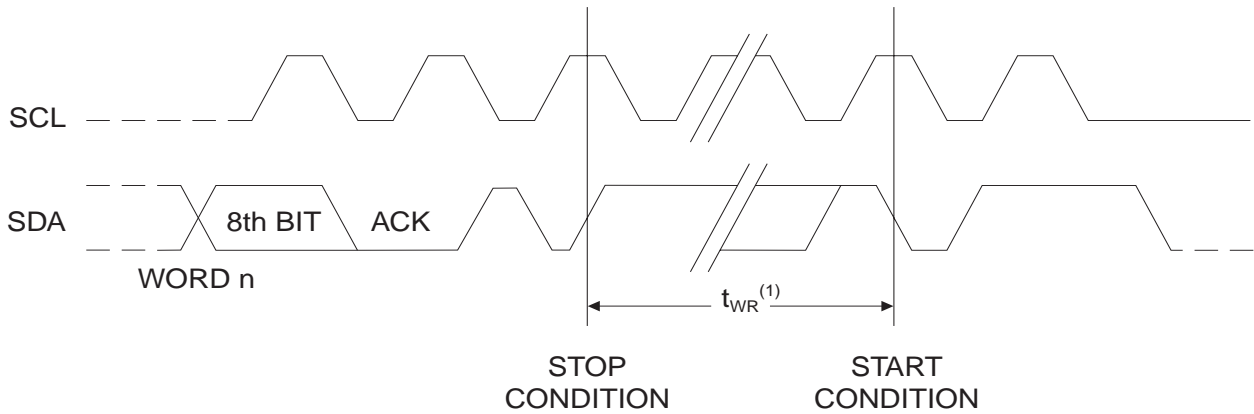 SCL
SDA
8th BIT
ACK
WORD n
tWR(1)
STOP
CONDITION
START
CONDITION